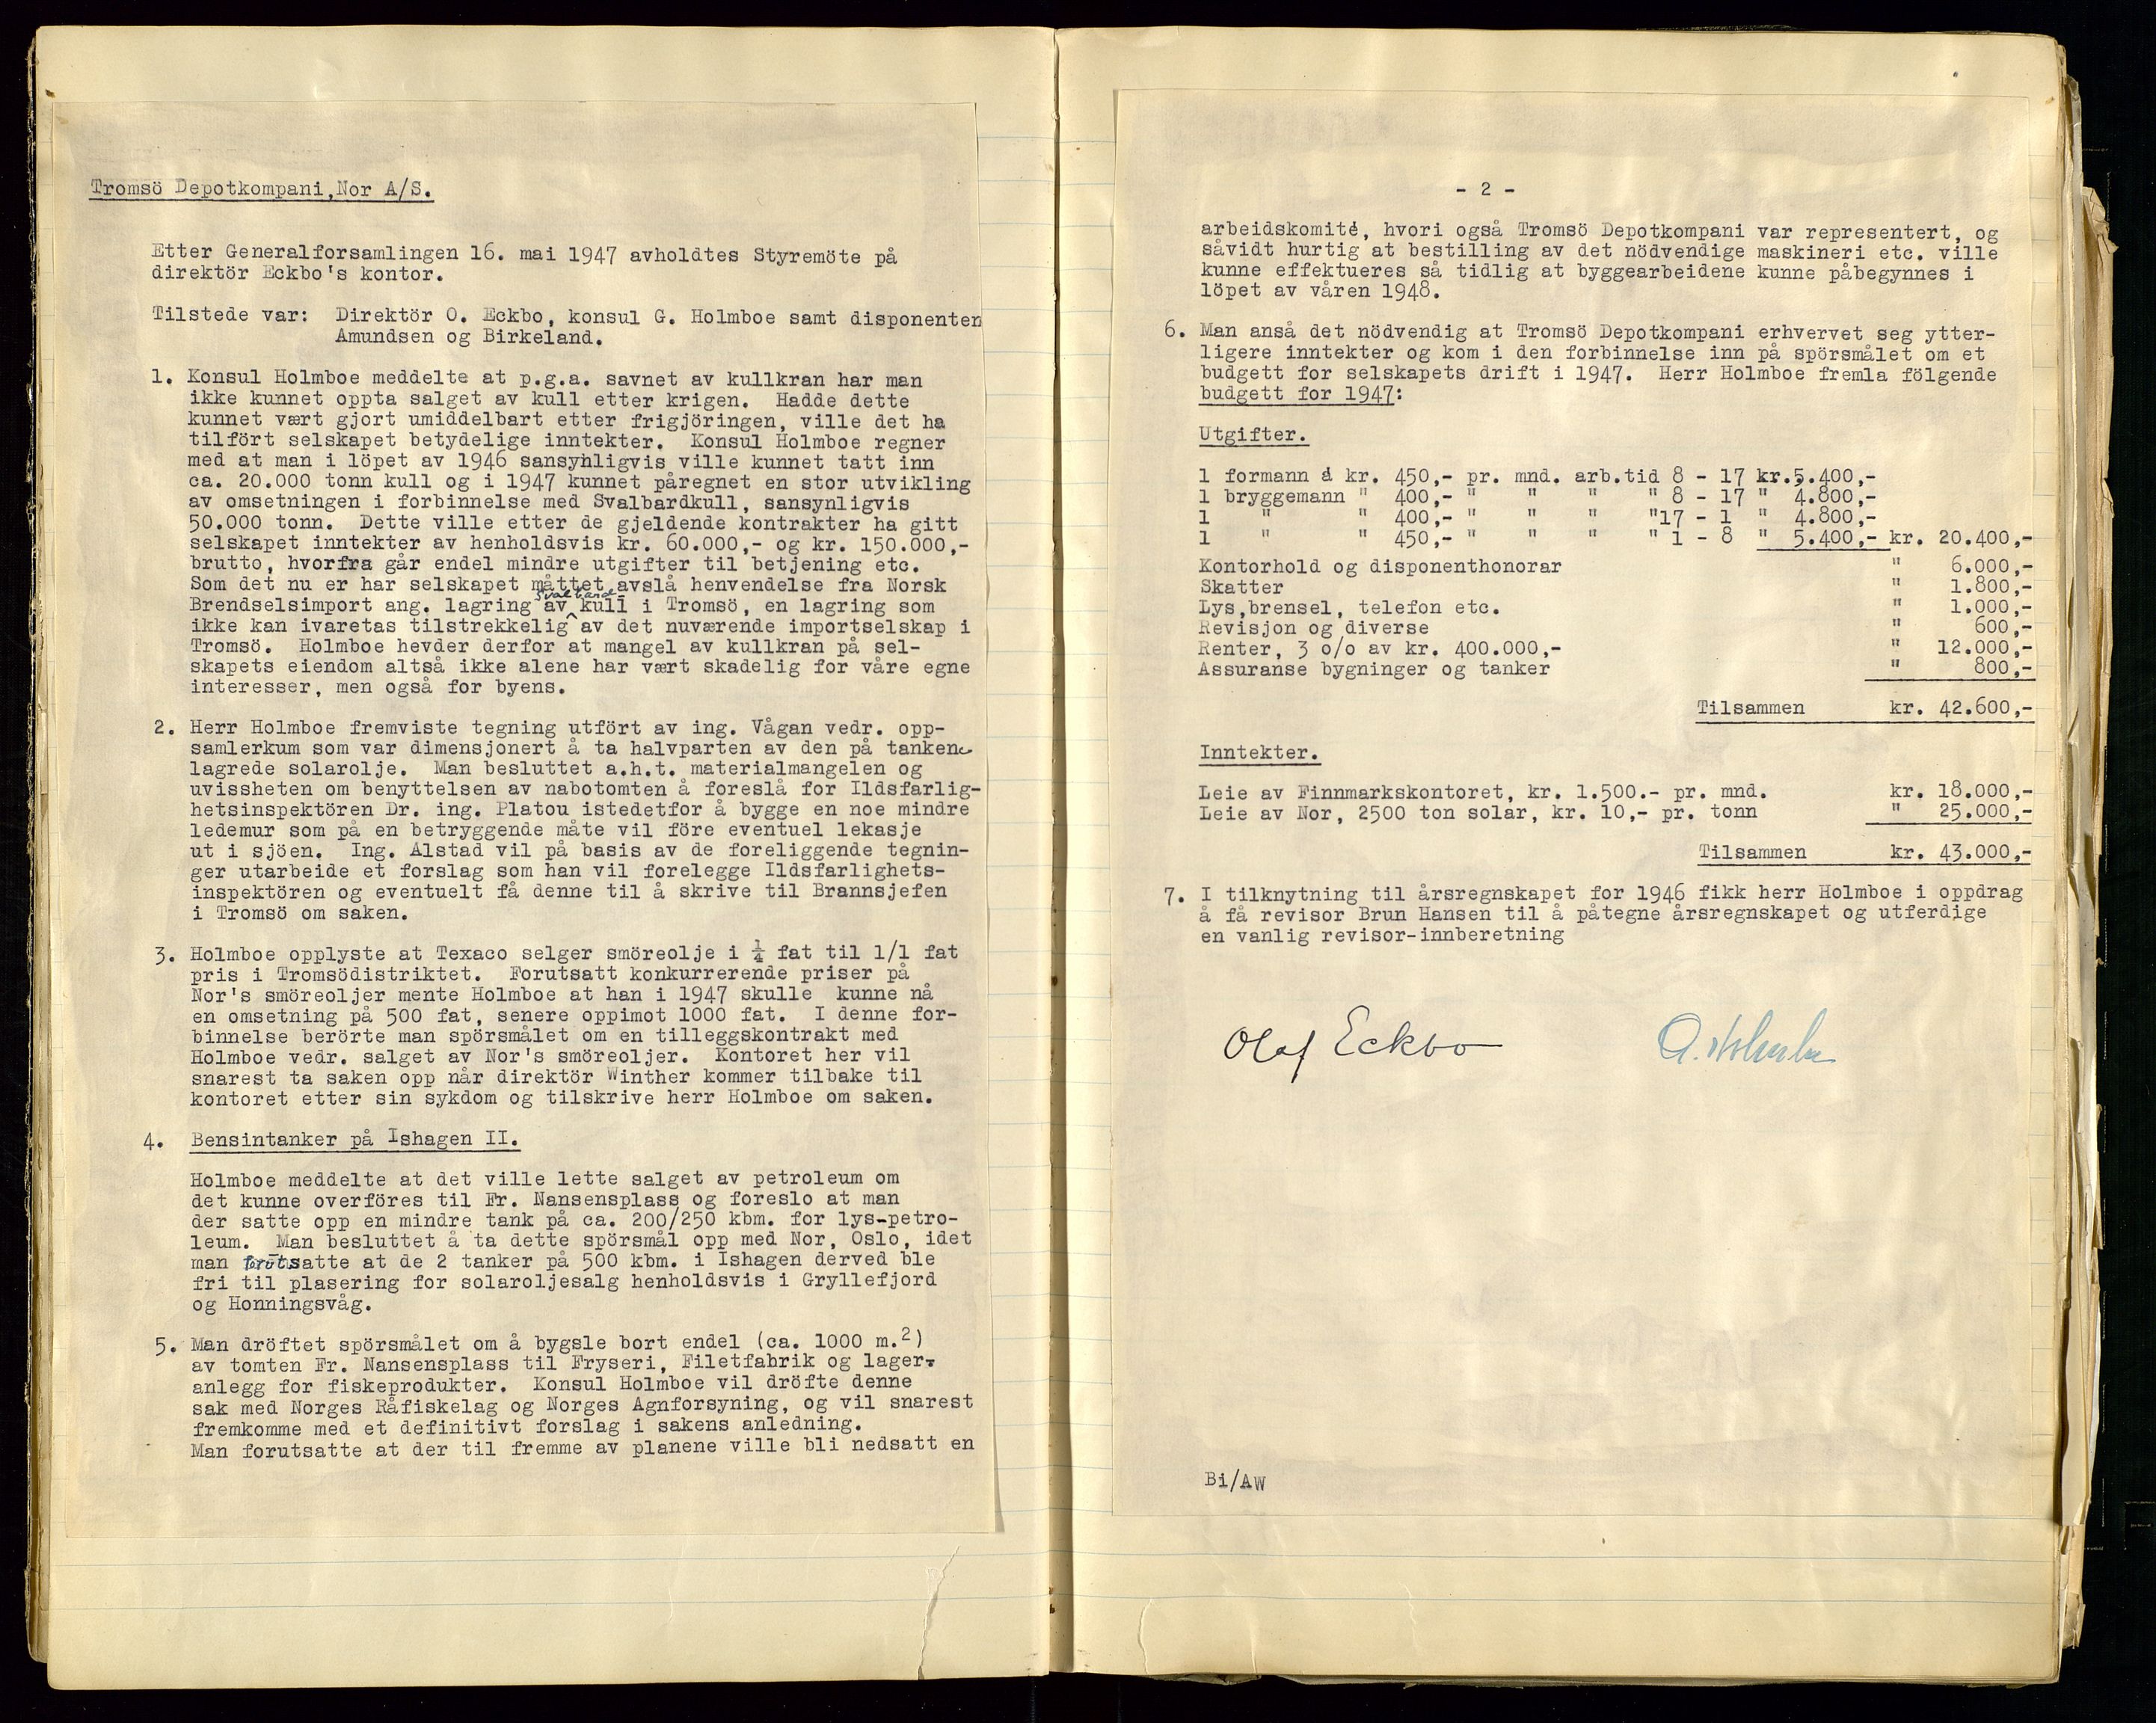 Tromsö Depotkompani,Nor A/S.
Etter Generalforsamlingen 16. mai 1947 avholdtes Styremöte på
direktör Eckbo's kontor.
Tilstede var: Direktör O. Eckbo, konsul G. Holmboe samt disponenten
Amundsen og Birkeland.
1. Konsul Holmboe meddelte at p.g.a. savnet av kullkran har man
ikke kunnet oppta salget av kull etter krigen. Hadde dette
kunnet vært gjort umiddelbart etter frigjöringen, ville det ha
tilfört selskapet betydelige inntekter. Konsul Holmboe regner
med at man i löpet av 1946 sansynligvis ville kunnet tatt inn
ca. 20.000 tonn kull og i 1947 kunnet påregnet en stor utvikling
av omsetningen i forbinnelse med Svalbardkull, sansynligvis
50.000 tonn. Dette ville etter de gjeldende kontrakter ha gitt
selskapet inntekter av henholdsvis kr. 60.000,- og kr. 150.000,-
brutto, hvorfra går endel mindre utgifter til betjening etc.
Som det nu er har selskapet måttet avslå henvendelse fra Norsk
Brendselsimport ang. lagring av Svalbard kull i Tromsö, en lagring som
ikke kan ivaretas tilstrekkelig av det nuværende importselskap i
Tromsö. Holmboe hevder derfor at mangel av kullkran på sel-
skapets eiendom altså ikke alene har vært skadelig for våre egne
interesser, men også for byens.
2. Herr Holmboe fremviste tegning utfört av ing. Vågan vedr. opp-
samlerkum som var dimensjonert å ta halvparten av den på tanken
lagrede solarolje. Man besluttet a.h.t. materialmangelen og
uvissheten om benyttelsen av nabotomten å foreslå for Ildsfarlig-
hetsinspektören Dr. ing. Platou istedetfor å bygge en noe mindre
ledemur som på en betryggende måte vil före eventuel lekasje
ut i sjöen. Ing. Alstad vil på basis av de foreliggende tegnin-
ger utarbeide et forslag som han vil forelegge Ildsfarlighets-
inspektören og eventuelt få denne til å skrive til Brannsjefen
i Tromsö om saken.
3. Holmboe opplyste at Texaco selger smöreolje i ¼ fat til 1/1 fat
pris i Tromsödistriktet. Forutsatt konkurrerende priser på
Nor's smöreoljer mente Holmboe at han i 1947 skulle kunne nå
en omsetning på 500 fat, senere oppimot 1000 fat. I denne for-
binnelse berörte man spörsmålet om en tilleggskontrakt med
Holmboe vedr. salget av Nor's smöreoljer. Kontoret her vil
snarest ta saken opp når direktör Winther kommer tilbake til
kontoret etter sin sykdom og tilskrive herr Holmboe om saken.
4. Bensintanker på Ishagen II.
Holmboe meddelte at det ville lette salget av petroleum om
det kunne overföres til Fr. Nansensplass og foreslo at man
der satte opp en mindre tank på ca. 200/250 kbm. for lys-petro-
leum. Man besluttet å ta dette spörsmål opp med Nor, Oslo, idet
man forutsatte at de 2 tanker på 500 kbm. i Ishagen derved ble
fri til plasering for solaroljesalg henholdsvis i Gryllefjord
og Honningsvåg.
5. Man dröftet spörsmålet om å bygsle bort endel (ca. 1000 m.2)
av tomten Fr. Nansensplass til Fryseri, Filetfabrik og lager-
anlegg for fiskeprodukter. Konsul Holmboe vil dröfte denne
sak med Norges Råfiskelag og Norges Agnforsyning, og vil snarest
fremkomme med et definitivt forslag i sakens anledning.
Man forutsatte at der til fremme av planene ville bli nedsatt en
- 2 -
arbeidskomité, hvori også Tromsö Depotkompani var representert, og
såvidt hurtig at bestilling av det nödvendige maskineri etc. ville
kunne effektueres så tidlig at byggearbeidene kunne påbegynnes i
löpet av våren 1948.
6. Man anså det nödvendig at Tromsö Depotkompani erhvervet seg ytter-
ligere inntekter og kom i den forbinnelse inn på spörsmålet om et
budgett for selskapets drift i 1947. Herr Holmboe fremla fölgende
budgett for 1947:
Utgifter.
1 formann á kr. 450,- pr. mnd. arb.tid 8 - 17 kr.5.400,-
1 bryggemann " 400,- " " " " 8 - 17 " 4.800,-
1 " " 400,- " " " "17 - 1 " 4.800,-
1 " " 450,- " " " " 1 - 8 " 5.400,- kr. 20.400,-
Kontorhold og disponenthonorar " 6.000,-
Skatter " 1.800,-
Lys,brensel, telefon etc. " 1.000,-
Revisjon og diverse " 600,-
Renter, 3 o/o av kr. 400.000,- " 12.000,-
Assuranse bygninger og tanker " 800,-
Tilsammen kr. 42.600,-
Inntekter.
Leie av Finnmarkskontoret, kr. 1.500.- pr. mnd. kr. 18.000,-
Leie av Nor, 2500 ton solar, kr. 10,- pr. tonn " 25.000,-
Tilsammen kr. 43.000,-
7. I tilknytning til årsregnskapet for 1946 fikk herr Holmboe i oppdrag
å få revisor Brun Hansen til å påtegne årsregnskapet og utferdige
en vanlig revisor-innberetning
Olaf Eckbo
Bi/AW